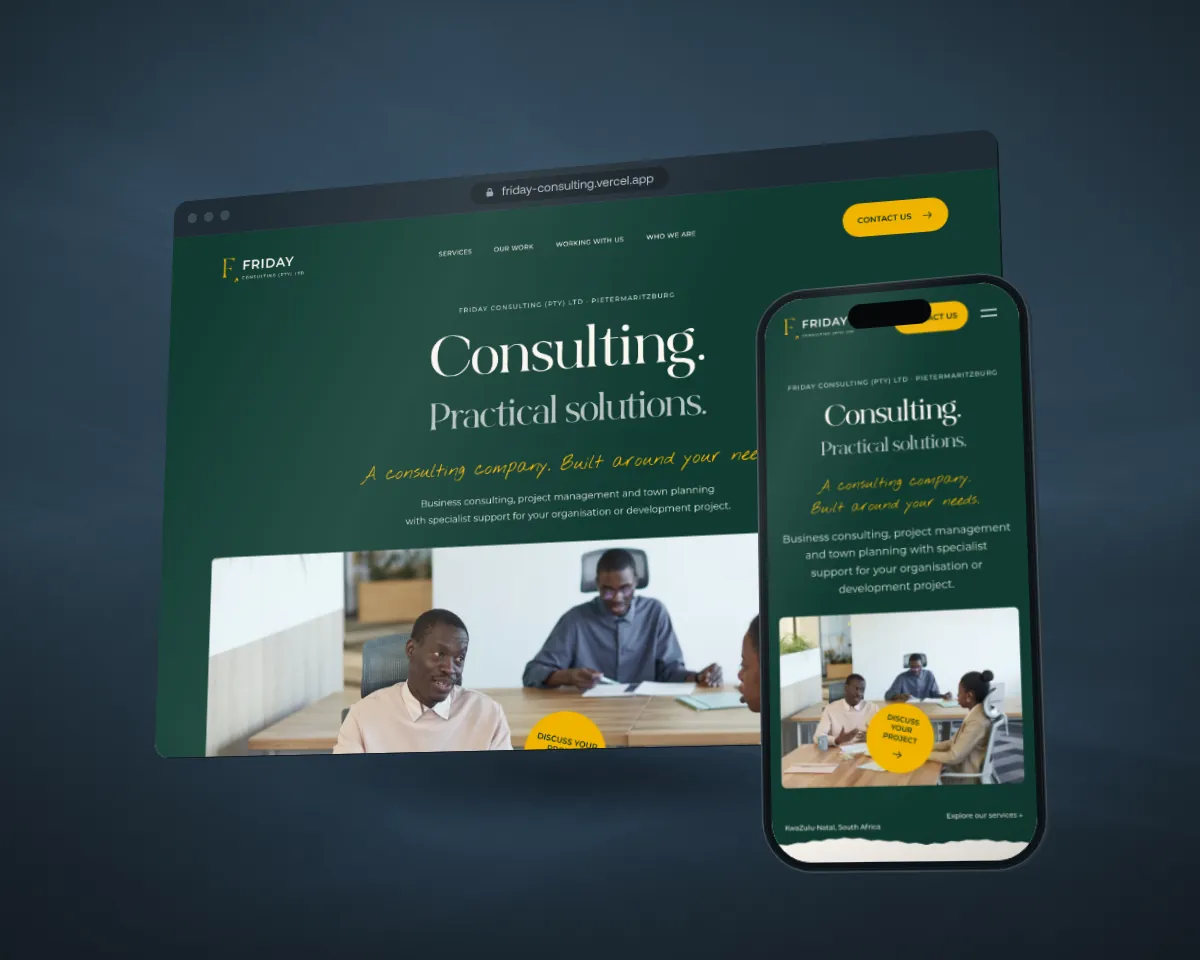 friday-consulting.vercel.app
FRIDAY
CONSULTING (PTY) LTD
SERVICES
OUR WORK
WORKING WITH US
WHO WE ARE
CONTACT US →
FRIDAY CONSULTING (PTY) LTD · PIETERMARITZBURG
Consulting.
Practical solutions.
A consulting company. Built around your nee
Business consulting, project management and town planning
with specialist support for your organisation or development project.
DISCUSS YOUR
FRIDAY
CONSULTING (PTY) LTD
ACT US
FRIDAY CONSULTING (PTY) LTD · PIETERMARITZBURG
Consulting.
Practical solutions.
A consulting company.
Built around your needs.
Business consulting, project management
and town planning with specialist
support for your organisation or
development project.
DISCUSS
YOUR
PROJECT?
→
Explore our services »
KwaZulu-Natal, South Africa